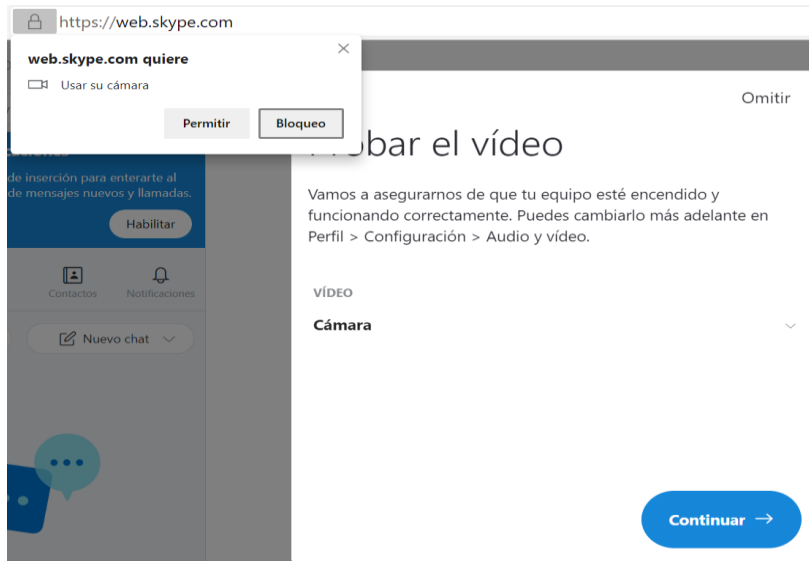 https://web.skype.com
web.skype.com quiere
Usar su cámara
Permitir
Bloqueo
de inserción para enterarte al
de mensajes nuevos y llamadas.
Habilitar
Contactos
Notificaciones
Nuevo chat
Omitir
el vídeo
Vamos a asegurarnos de que tu equipo esté encendido y
funcionando correctamente. Puedes cambiarlo más adelante en
Perfil > Configuración > Audio y vídeo.
VÍDEO
Cámara
Continuar